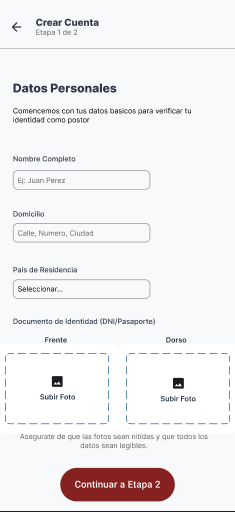 Crear Cuenta
Etapa 1 de 2
Datos Personales
Comencemos con tus datos basicos para verificar tu
identidad como postor
Nombre Completo
Ej: Juan Perez
Domicilio
Calle, Numero, Ciudad
País de Residencia
Seleccionar...
Documento de Identidad (DNI/Pasaporte)
Frente
Dorso
Subir Foto
Subir Foto
Asegurate de que las fotos sean nitidas y que todos los
datos sean legibles.
Continuar a Etapa 2